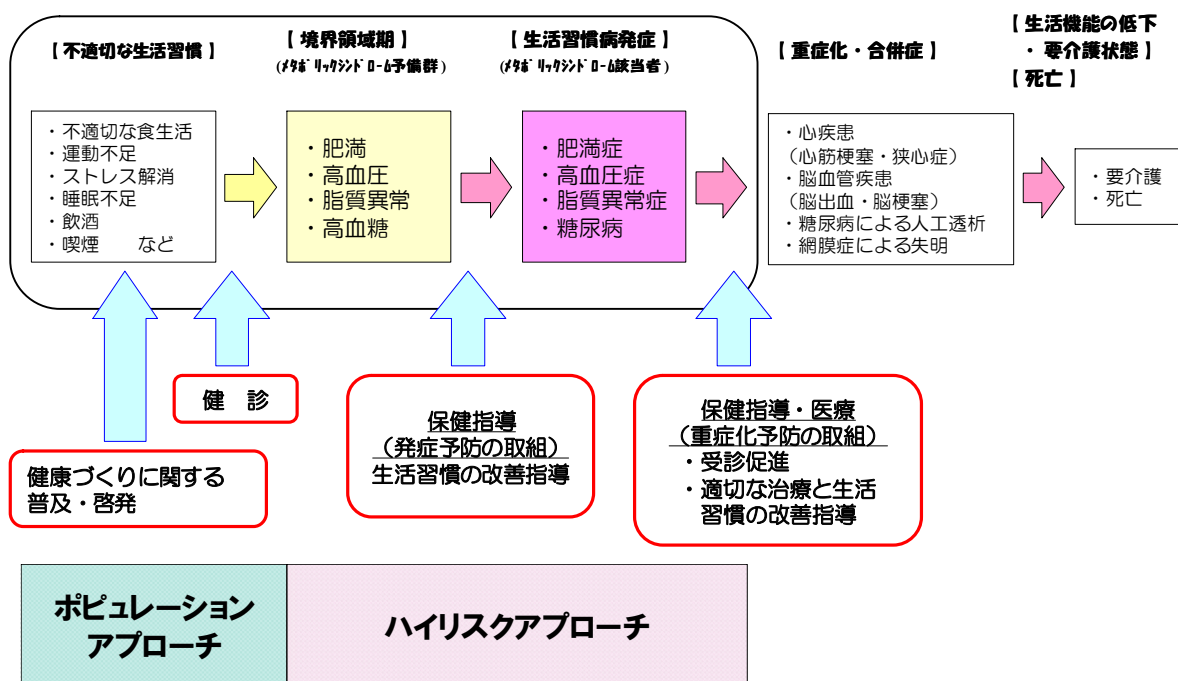 【 不適切な生活習慣 】
【 境界領域期 】
(ﾒﾀﾎﾞﾘｯｸｼﾝﾄﾞﾛｰﾑ予備群)
【 生活習慣病発症 】
(ﾒﾀﾎﾞﾘｯｸｼﾝﾄﾞﾛｰﾑ該当者)
【 重症化・合併症 】
【 生活機能の低下
・ 要介護状態 】
【 死亡 】
・不適切な食生活
・運動不足
・ストレス解消
・睡眠不足
・飲酒
・喫煙　など
・肥満
・高血圧
・脂質異常
・高血糖
・肥満症
・高血圧症
・脂質異常症
・糖尿病
・心疾患
（心筋梗塞・狭心症）
・脳血管疾患
（脳出血・脳梗塞）
・糖尿病による人工透析
・網膜症による失明
・要介護
・死亡
健　診
健康づくりに関する
普及・啓発
保健指導
（発症予防の取組）
生活習慣の改善指導
保健指導・医療
（重症化予防の取組）
・受診促進
・適切な治療と生活
習慣の改善指導
ポピュレーション
アプローチ
ハイリスクアプローチ